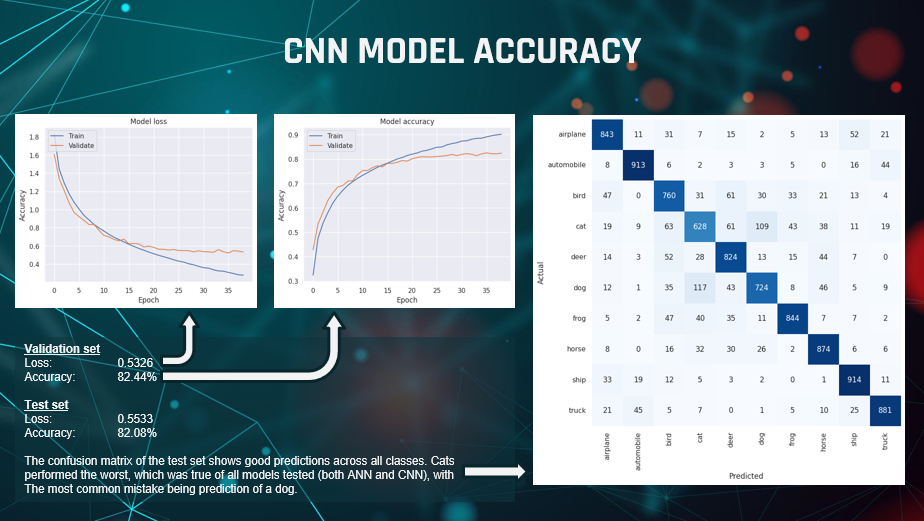 CNN MODEL ACCURACY
Model loss
Train
Validate
1.8
1.6
1.4
1.2
1.0
0.8
0.6
0.4
Accuracy
0 5 10 15 20 25 30 35
Epoch
Model accuracy
Train
Validate
0.9
0.8
0.7
0.6
0.5
0.4
0.3
Accuracy
0 5 10 15 20 25 30 35
Epoch
Validation set
Loss: 0.5326
Accuracy: 82.44%
Test set
Loss: 0.5533
Accuracy: 82.08%
The confusion matrix of the test set shows good predictions across all classes. Cats
performed the worst, which was true of all models tested (both ANN and CNN), with
The most common mistake being prediction of a dog.
Actual
airplane 843 11 31 7 15 2 5 13 52 21
automobile 8 913 6 2 3 3 5 0 16 44
bird 47 0 760 31 61 30 33 21 13 4
cat 19 9 63 628 61 109 43 38 11 19
deer 14 3 52 28 824 13 15 44 7 0
dog 12 1 35 117 43 724 8 46 5 9
frog 5 2 47 40 35 11 844 7 7 2
horse 8 0 16 32 30 26 2 874 6 6
ship 33 19 12 5 3 2 0 1 914 11
truck 21 45 5 7 0 1 5 10 25 881
airplane automobile bird cat deer dog frog horse ship truck
Predicted